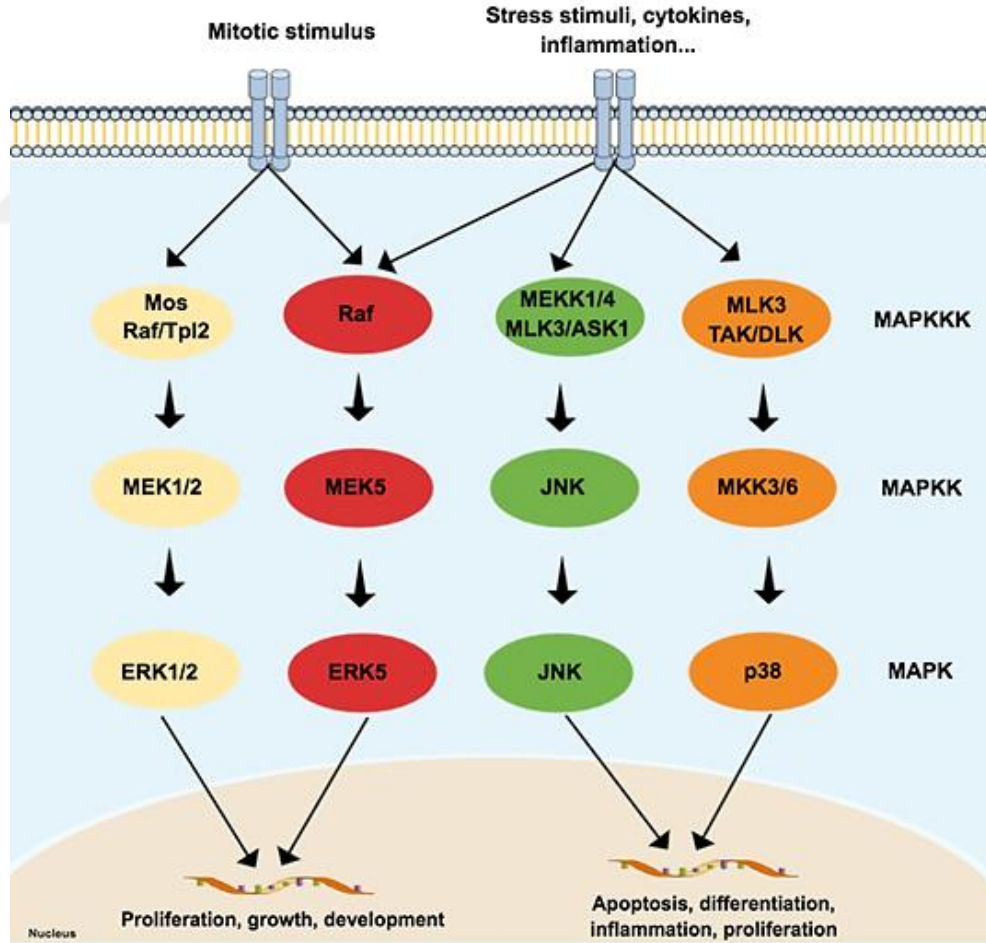 Mitotic stimulus
Stress stimuli, cytokines,
inflammation...
Mos
Raf/Tpl2
Raf
MEKK1/4
MLK3/ASK1
MLK3
TAK/DLK
MAPKKK
MEK1/2
MEK5
JNK
MKK3/6
MAPKK
ERK1/2
ERK5
JNK
p38
MAPK
Proliferation, growth, development
Apoptosis, differentiation,
inflammation, proliferation
Nucleus